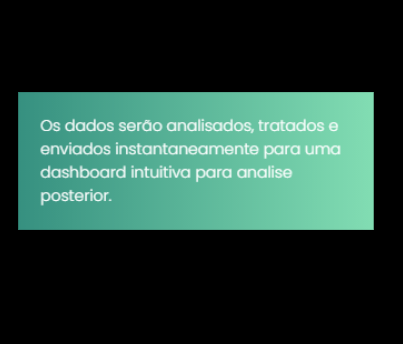 Os dados serão analisados, tratados e
enviados instantaneamente para uma
dashboard intuitiva para analise
posterior.